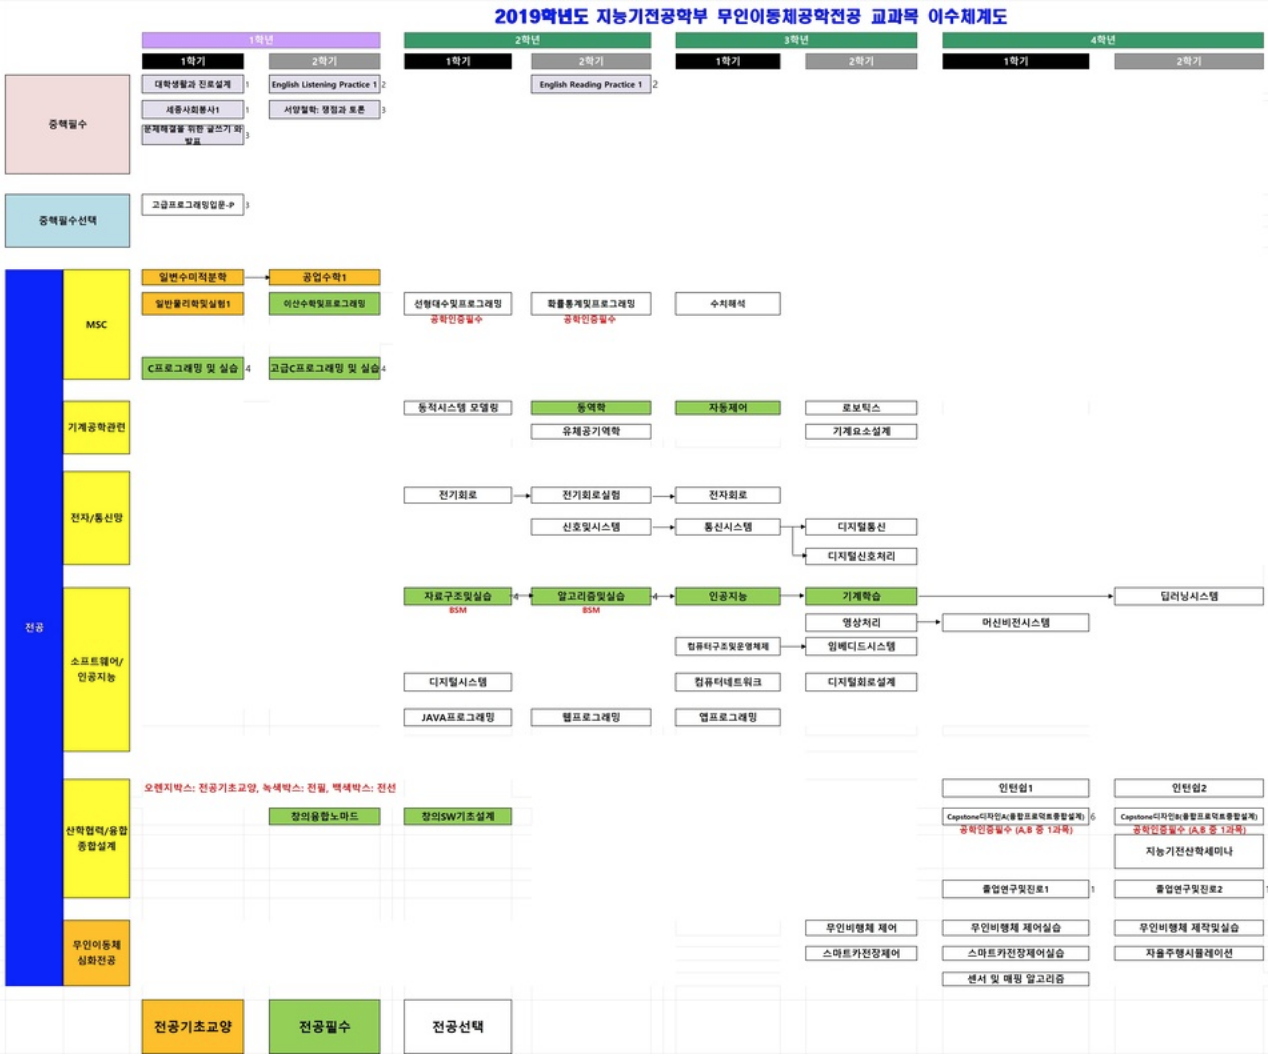 2019학년도 지능기전공학부 무인이동체공학전공 교과목 이수체계도
1학년 2학년 3학년 4학년
1학기 2학기 1학기 2학기 1학기 2학기 1학기 2학기
중핵필수
대학생활과 진로설계 1 English Listening Practice 1 2 English Reading Practice 1 2
세종사회봉사1 1 서양철학: 쟁점과 토론 3
문제해결을 위한 글쓰기 와
발표 3
중핵필수선택
고급프로그래밍입문-P 3
전공
MSC
일변수미적분학 공업수학1
일반물리학및실험1 이산수학및프로그래밍 선형대수및프로그래밍 확률통계및프로그래밍 수치해석
공학인증필수 공학인증필수
C프로그래밍 및 실습 4 고급C프로그래밍 및 실습 4
기계공학관련
동적시스템 모델링 동역학 자동제어 로보틱스
유체공기역학 기계요소설계
전자/통신망
전기회로 전기회로실험 전자회로
신호및시스템 통신시스템 디지털통신
디지털신호처리
소프트웨어/
인공지능
자료구조및실습 4 알고리즘및실습 4 인공지능 기계학습 딥러닝시스템
BSM BSM
영상처리 머신비전시스템
컴퓨터구조및운영체제 임베디드시스템
디지털시스템 컴퓨터네트워크 디지털회로설계
JAVA프로그래밍 웹프로그래밍 앱프로그래밍
산학협력/융합
종합설계
오렌지박스: 전공기초교양, 녹색박스: 전필, 백색박스: 전선
인턴쉽1 인턴쉽2
창의융합노마드 창의SW기초설계 Capstone디자인A(융합프로덕트종합설계) 6 Capstone디자인B(융합프로덕트종합설계)
공학인증필수 (A,B 중 1과목) 공학인증필수 (A,B 중 1과목)
지능기전산학세미나
졸업연구및진로1 1 졸업연구및진로2 1
무인이동체
심화전공
무인비행체 제어 무인비행체 제어실습 무인비행체 제작및실습
스마트카전장제어 스마트카전장제어실습 자율주행시뮬레이션
센서 및 매핑 알고리즘
전공기초교양 전공필수 전공선택